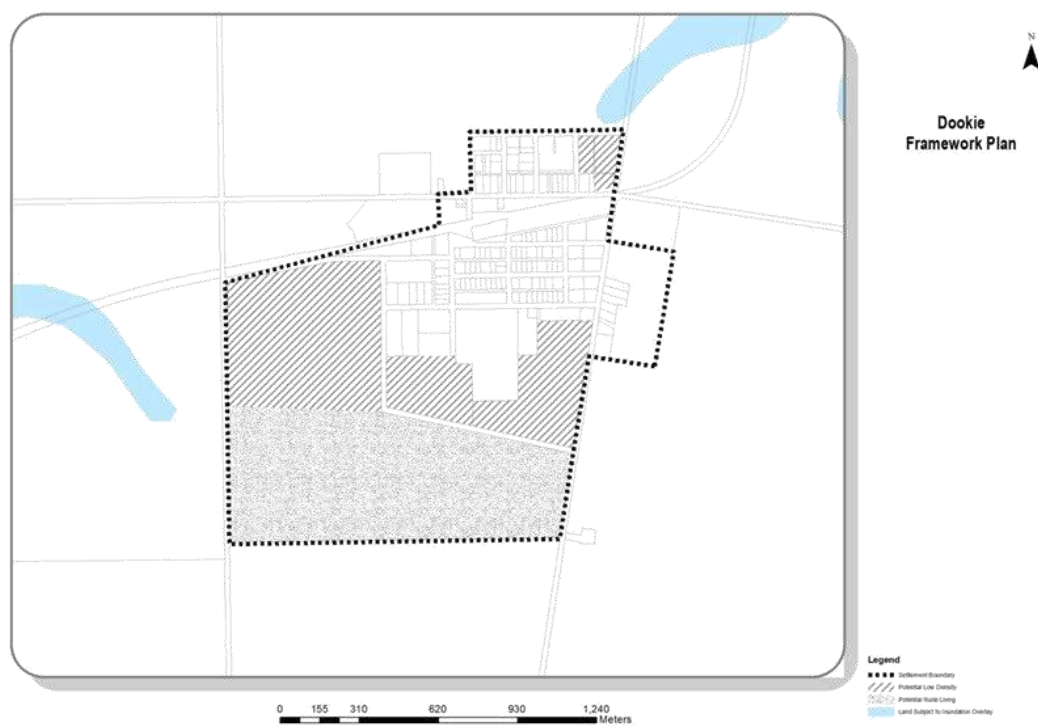 N
Dookie
Framework Plan
Legend
Settlement Boundary
Potential Low Density
Potential Rural Living
Land Subject to Inundation Overlay
0 155 310 620 930 1,240
Meters